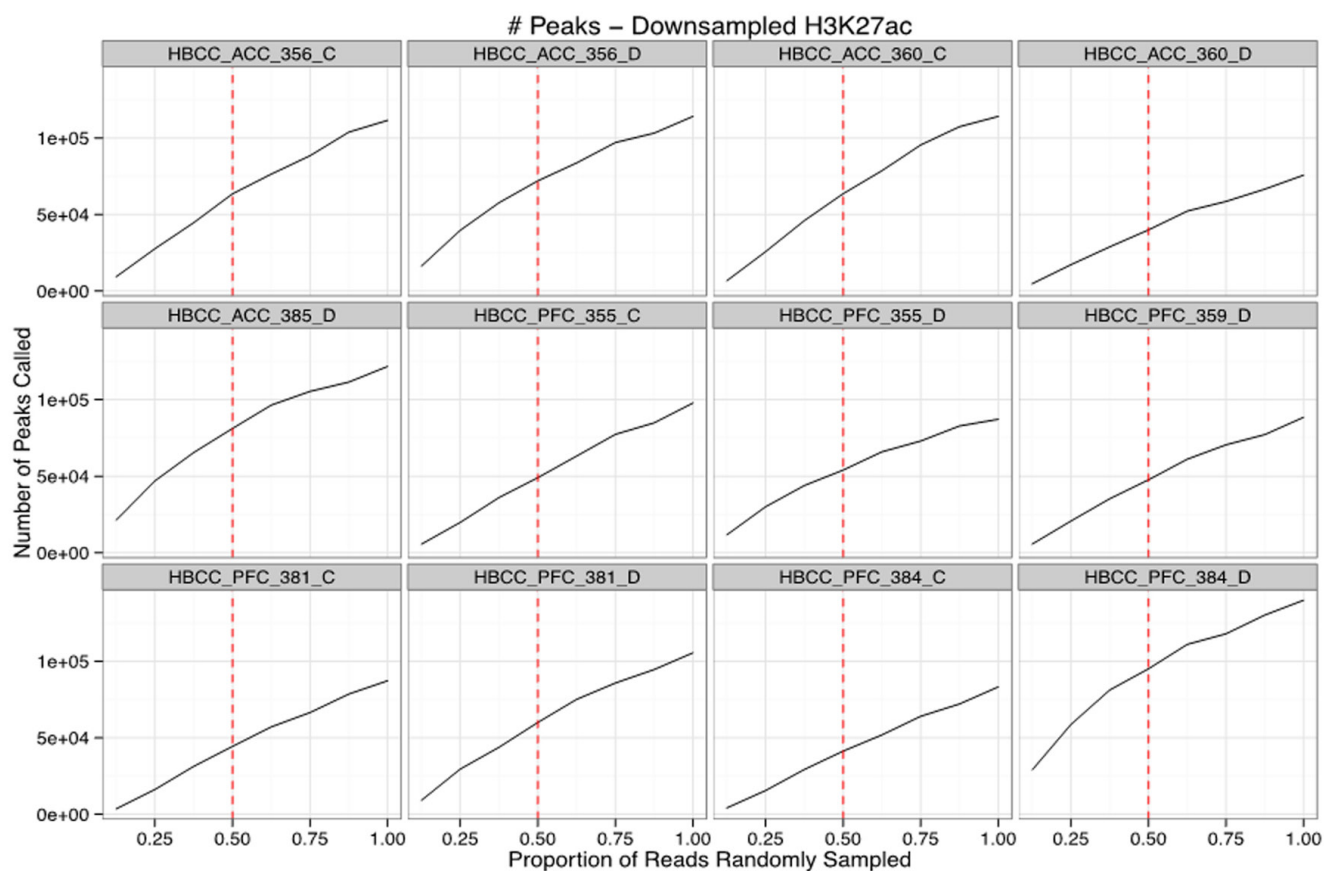 # Peaks – Downsampled H3K27ac
HBCC_ACC_356_C HBCC_ACC_356_D HBCC_ACC_360_C HBCC_ACC_360_D
1e+05
5e+04
0e+00
HBCC_ACC_385_D HBCC_PFC_355_C HBCC_PFC_355_D HBCC_PFC_359_D
Number of Peaks Called
1e+05
5e+04
0e+00
HBCC_PFC_381_C HBCC_PFC_381_D HBCC_PFC_384_C HBCC_PFC_384_D
1e+05
5e+04
0e+00
0.25 0.50 0.75 1.00 0.25 0.50 0.75 1.00 0.25 0.50 0.75 1.00 0.25 0.50 0.75 1.00
Proportion of Reads Randomly Sampled